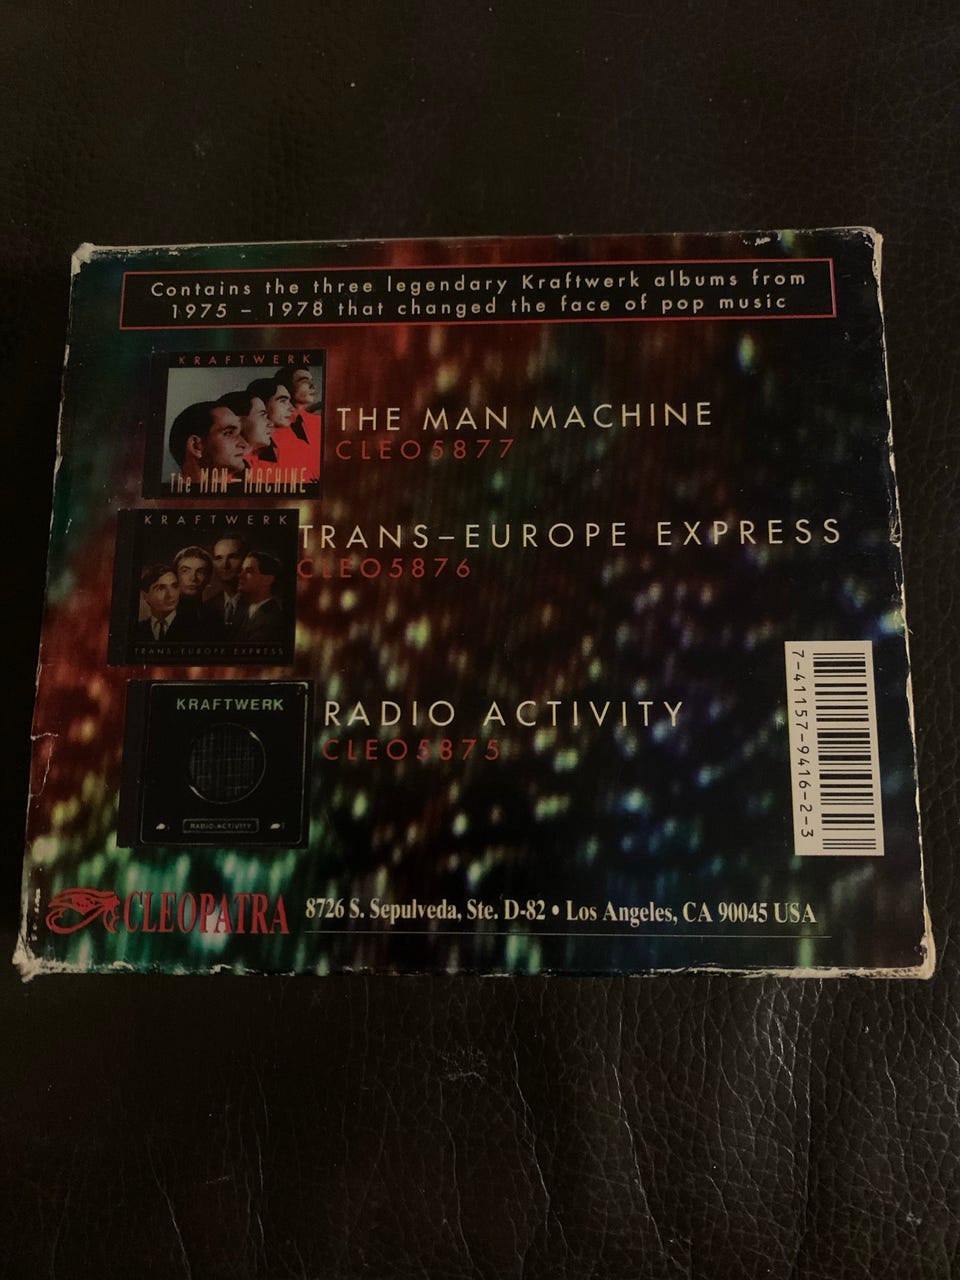 Contains the three legendary Kraftwerk albums from
1975 - 1978 that changed the face of pop music
KRAFTWERK
The MAN-MACHINE
THE MAN MACHINE
CLEO5877
KRAFTWERK
TRANS-EUROPE EXPRESS
TRANS-EUROPE EXPRESS
CLEO5876
KRAFTWERK
RADIO-ACTIVITY
RADIO ACTIVITY
CLEO5875
7-41157-9416-2-3
CLEOPATRA
8726 S. Sepulveda, Ste. D-82 • Los Angeles, CA 90045 USA